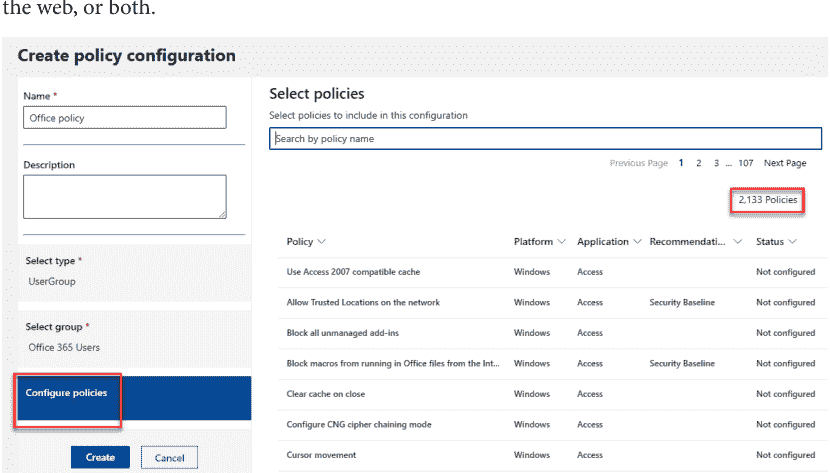 the web, or both.
Create policy configuration
Name *
Office policy
Description
Select type *
UserGroup
Select group *
Office 365 Users
Configure policies
Create Cancel
Select policies
Select policies to include in this configuration
Search by policy name
Previous Page 1 2 3 ... 107 Next Page
2,133 Policies
Policy Platform Application Recommendati... Status
Use Access 2007 compatible cache Windows Access Not configured
Allow Trusted Locations on the network Windows Access Security Baseline Not configured
Block all unmanaged add-ins Windows Access Not configured
Block macros from running in Office files from the Int... Windows Access Security Baseline Not configured
Clear cache on close Windows Access Not configured
Configure CNG cipher chaining mode Windows Access Not configured
Cursor movement Windows Access Not configured